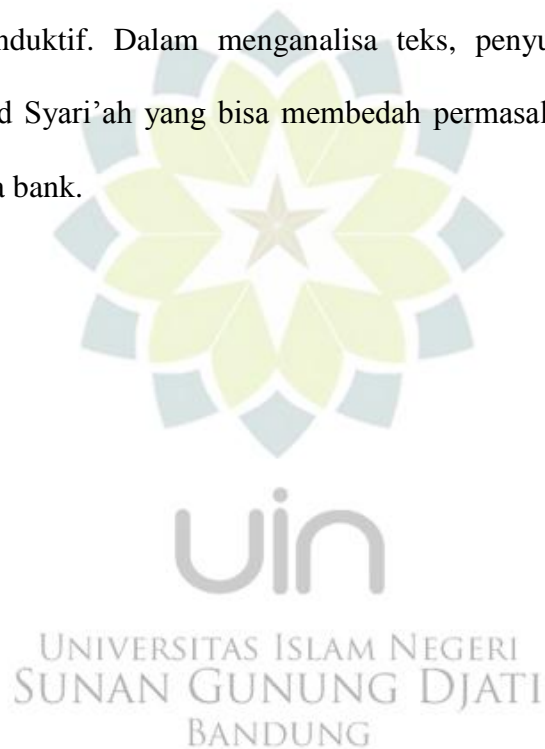 nduktif. Dalam menganalisa teks, penyu
d Syari'ah yang bisa membedah permasal
a bank.
uin
UNIVERSITAS ISLAM NEGERI
SUNAN GUNUNG DJATI
BANDUNG